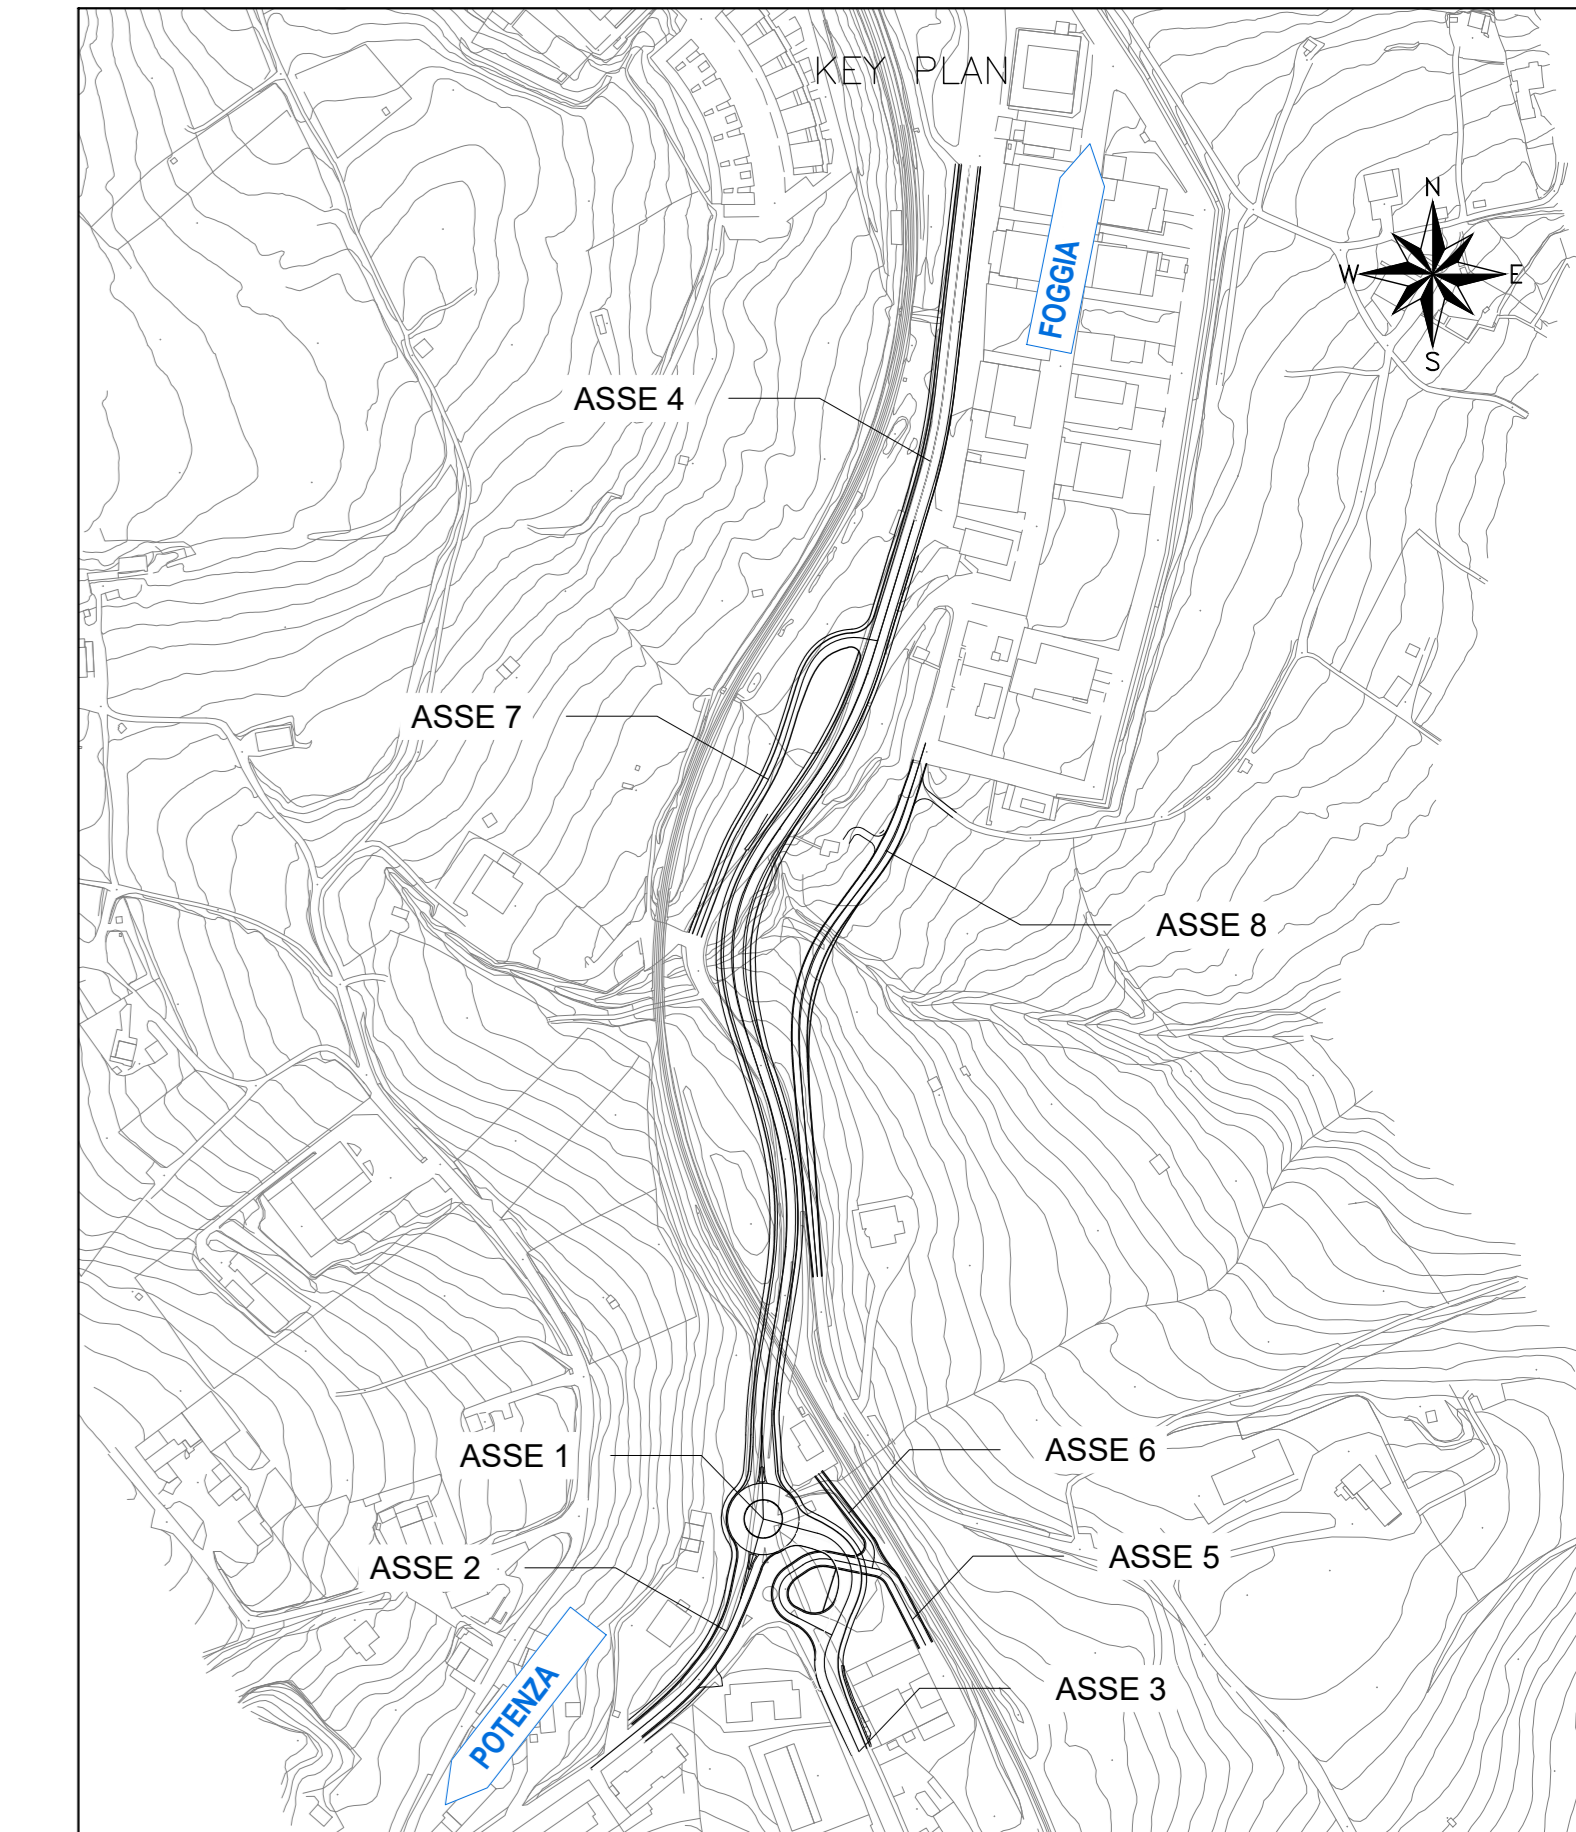 KEY PLAN
N
W
E
S
FOGGIA
ASSE 4
ASSE 7
ASSE 8
ASSE 1
ASSE 6
ASSE 2
ASSE 5
POTENZA
ASSE 3